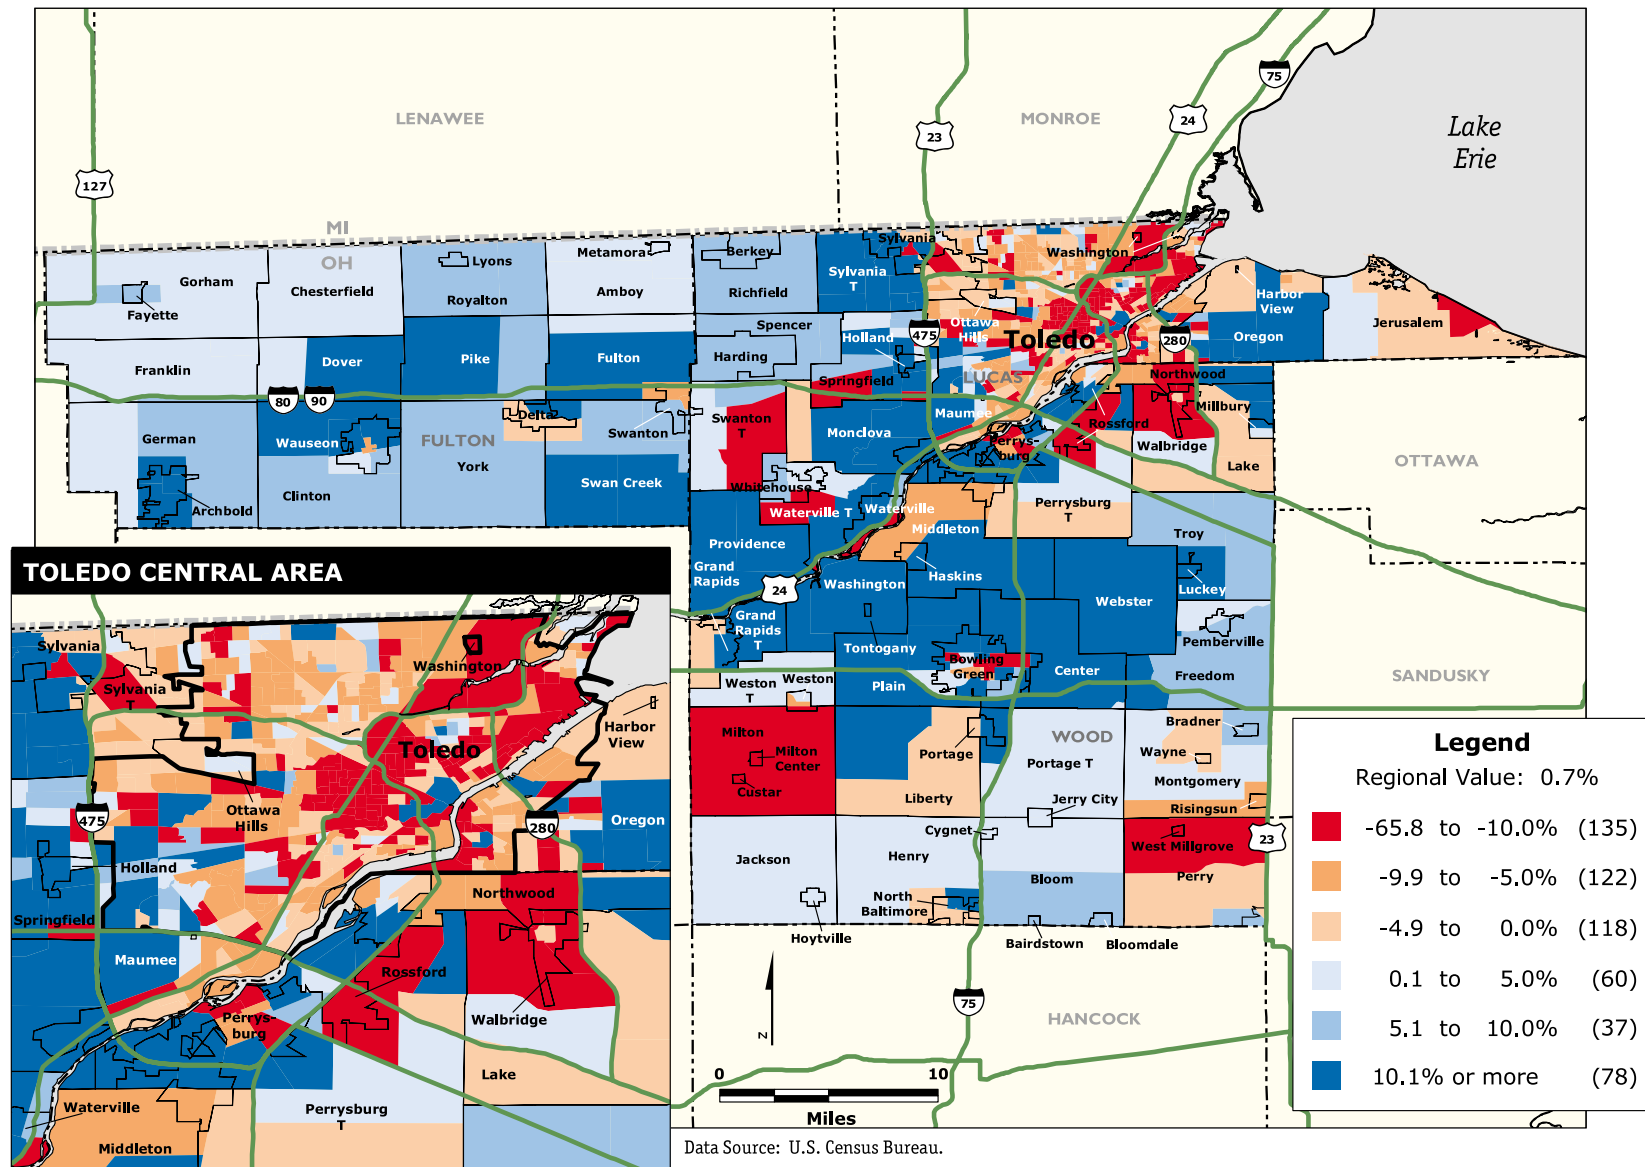 LENAWEE
MONROE
Lake
Erie
127
23
24
75
MI
OH
Gorham
Fayette
Chesterfield
Lyons
Royalton
Metamora
Amboy
Berkey
Richfield
Sylvania
Sylvania
T
Washington
Harbor
View
Oregon
Jerusalem
Franklin
Dover
Pike
Fulton
Spencer
Harding
Holland
475
Ottawa
Hills
Toledo
280
LUCAS
Springfield
Northwood
Millbury
80
90
German
Wauseon
FULTON
Delta
Swanton
Swanton
T
Monclova
Maumee
Perrys-
burg
Rossford
Walbridge
Lake
OTTAWA
Archbold
Clinton
York
Swan Creek
Whitehouse
Waterville T
Waterville
Middleton
Perrysburg
T
Troy
Providence
Grand
Rapids
24
Washington
Haskins
Webster
Luckey
Grand
Rapids
T
Tontogany
Bowling
Green
Center
Pemberville
Freedom
SANDUSKY
Weston
T
Weston
Plain
Milton
Milton
Center
Custar
Portage
Liberty
WOOD
Portage T
Bradner
Wayne
Montgomery
Risingsun
Jerry City
Cygnet
Jackson
Henry
West Millgrove
Perry
23
Bloom
North
Baltimore
Hoytville
Bairdstown
Bloomdale
75
HANCOCK
TOLEDO CENTRAL AREA
Sylvania
Sylvania
T
Washington
Harbor
View
Toledo
Ottawa
Hills
475
280
Oregon
Holland
Springfield
Northwood
Maumee
Rossford
Perrys-
burg
Walbridge
Lake
Waterville
Perrysburg
T
Middleton
Legend
Regional Value: 0.7%
-65.8 to -10.0% (135)
-9.9 to -5.0% (122)
-4.9 to 0.0% (118)
0.1 to 5.0% (60)
5.1 to 10.0% (37)
10.1% or more (78)
N
0 10
Miles
Data Source: U.S. Census Bureau.